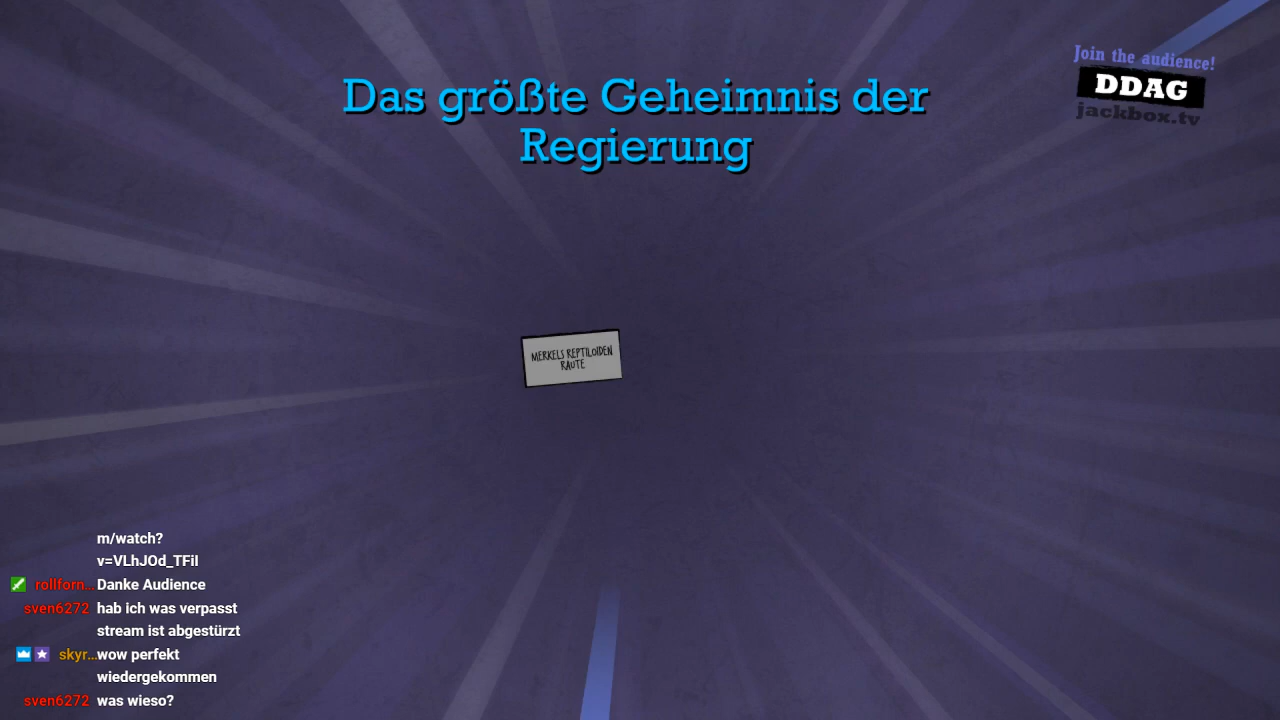 Join the audience!
DDAG
jackbox.tv
Das größte Geheimnis der
Regierung
MERKELS REPTILOIDEN
RAUTE
m/watch?
v=VLhJOd_TFiI
rollforn... Danke Audience
sven6272 hab ich was verpasst
stream ist abgestürzt
skyr... wow perfekt
wiedergekommen
sven6272 was wieso?